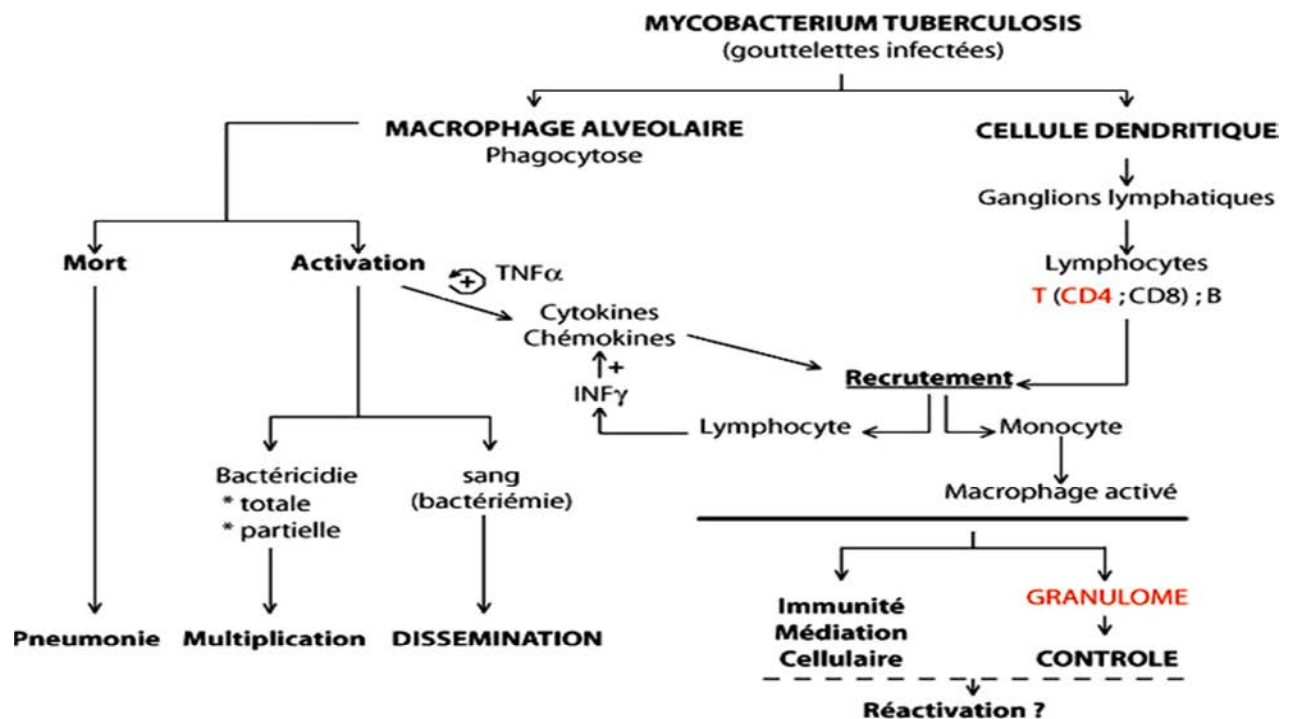 MYCOBACTERIUM TUBERCULOSIS
(gouttelettes infectées)
MACROPHAGE ALVEOLAIRE
Phagocytose
CELLULE DENDRITIQUE
Ganglions lymphatiques
Lymphocytes
T (CD4 ; CD8) ; B
Mort
Activation
+
TNFα
Cytokines
Chémokines
+
INFγ
Recrutement
Lymphocyte
Monocyte
Macrophage activé
Bactéricidie
* totale
* partielle
sang
(bactériémie)
Pneumonie
Multiplication
DISSEMINATION
Immunité
Médiation
Cellulaire
GRANULOME
CONTROLE
Réactivation ?